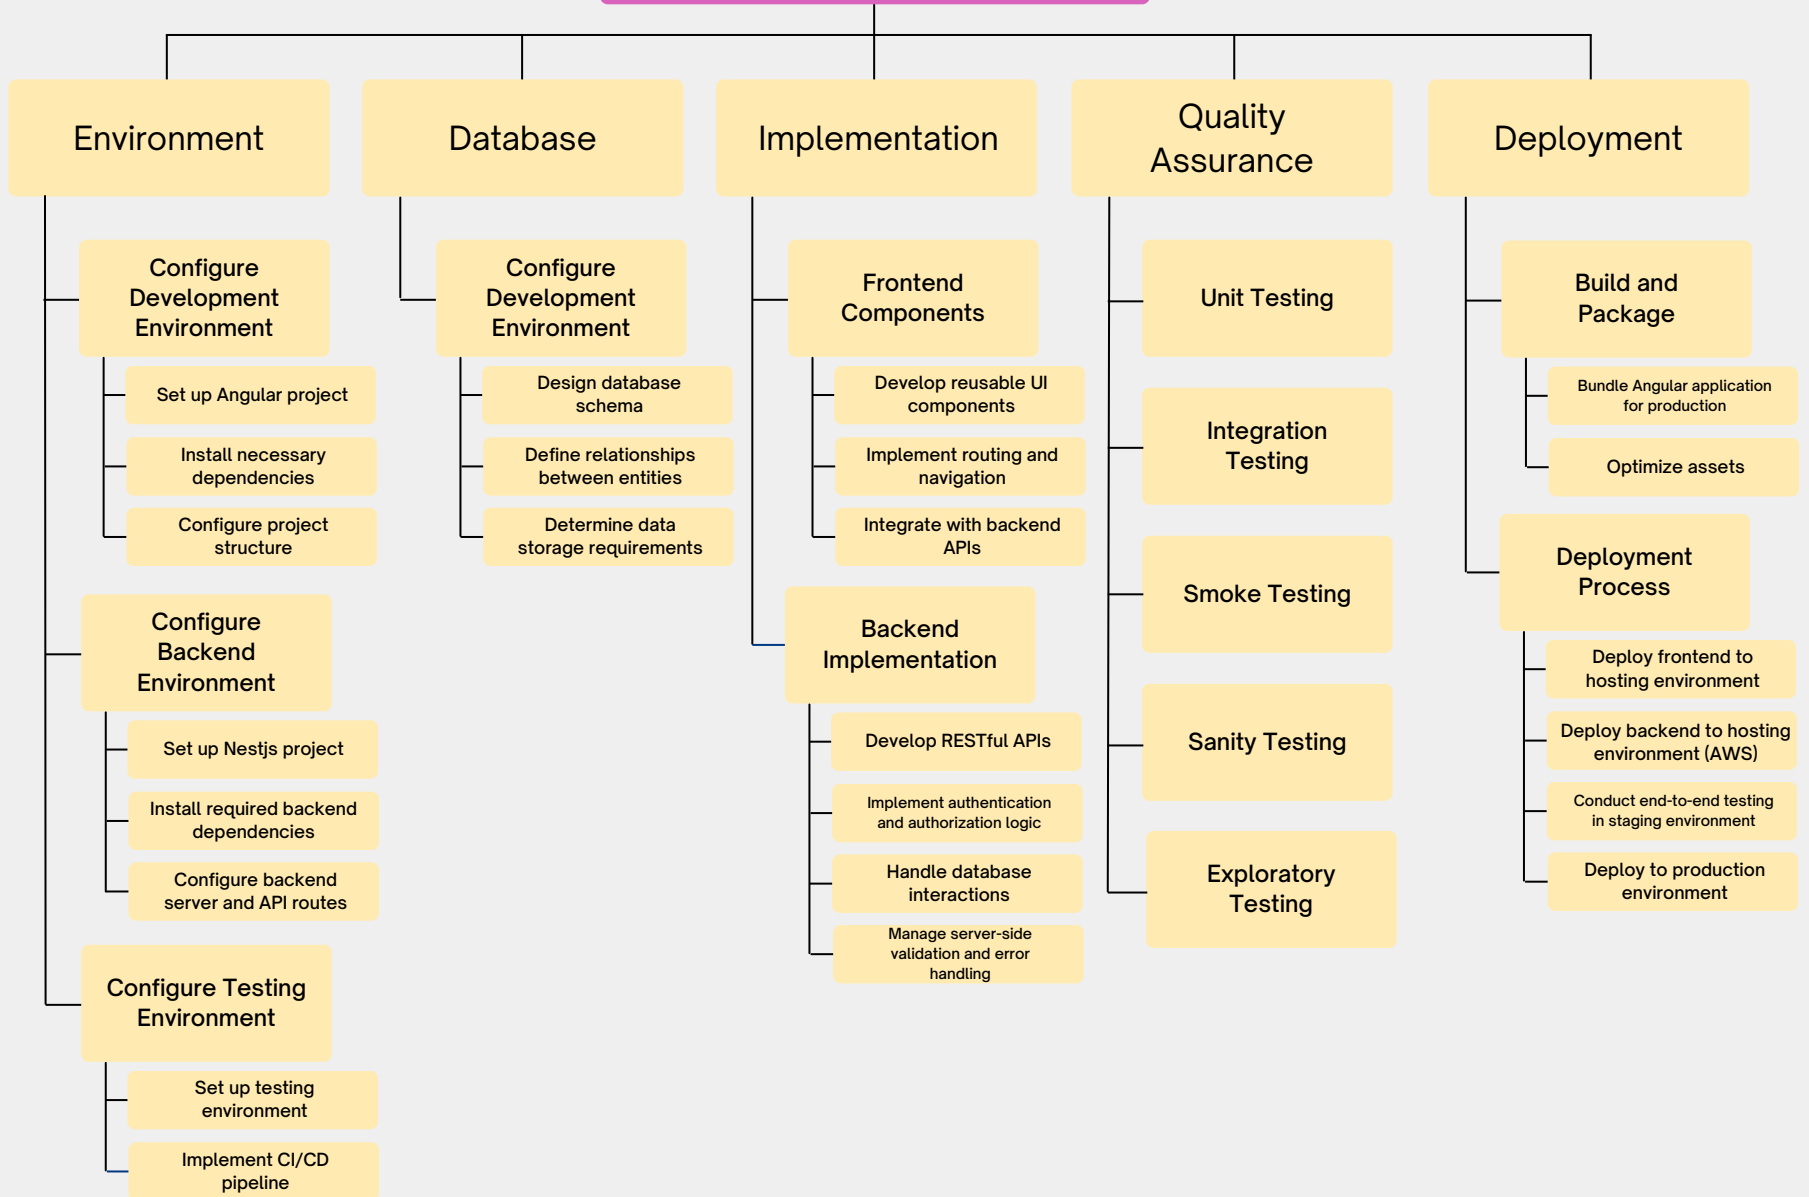 Environment
Configure
Development
Environment
Set up Angular project
Install necessary
dependencies
Configure project
structure
Configure
Backend
Environment
Set up Nestjs project
Install required backend
dependencies
Configure backend
server and API routes
Configure Testing
Environment
Set up testing
environment
Implement CI/CD
pipeline
Database
Configure
Development
Environment
Design database
schema
Define relationships
between entities
Determine data
storage requirements
Implementation
Frontend
Components
Develop reusable UI
components
Implement routing and
navigation
Integrate with backend
APIs
Backend
Implementation
Develop RESTful APIs
Implement authentication
and authorization logic
Handle database
interactions
Manage server-side
validation and error
handling
Quality
Assurance
Unit Testing
Integration
Testing
Smoke Testing
Sanity Testing
Exploratory
Testing
Deployment
Build and
Package
Bundle Angular application
for production
Optimize assets
Deployment
Process
Deploy frontend to
hosting environment
Deploy backend to hosting
environment (AWS)
Conduct end-to-end testing
in staging environment
Deploy to production
environment